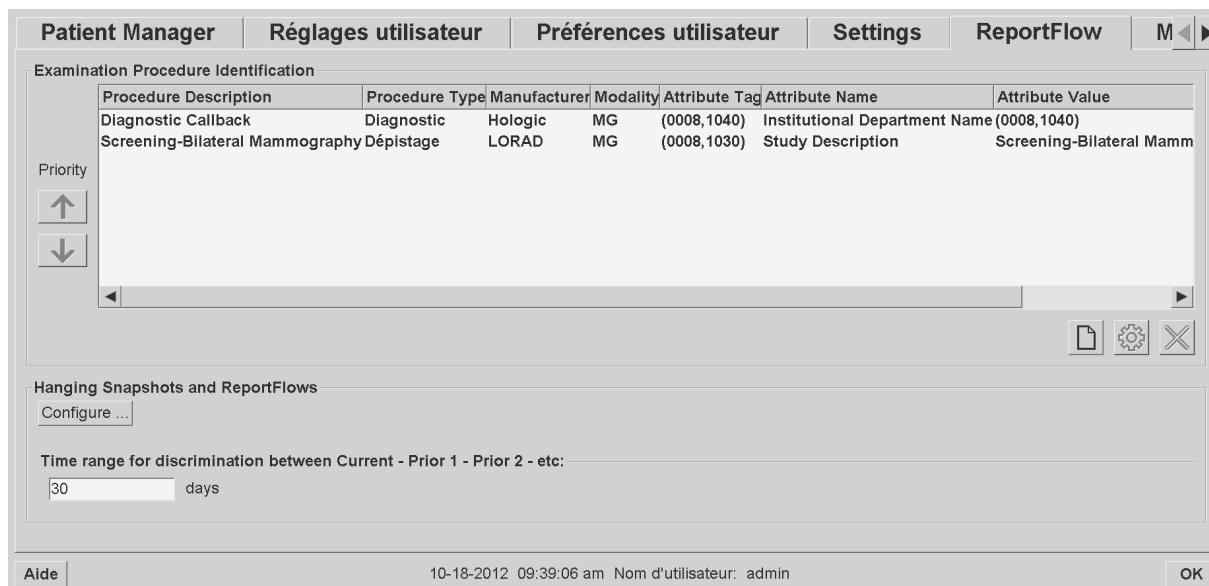 Patient Manager Réglages utilisateur Préférences utilisateur Settings ReportFlow M
Examination Procedure Identification
Procedure Description Procedure Type Manufacturer Modality Attribute Tag Attribute Name Attribute Value
Diagnostic Callback Diagnostic Hologic MG (0008,1040) Institutional Department Name (0008,1040)
Screening-Bilateral Mammography Dépistage LORAD MG (0008,1030) Study Description Screening-Bilateral Mamm
Priority
Hanging Snapshots and ReportFlows
Configure ...
Time range for discrimination between Current - Prior 1 - Prior 2 - etc:
30 days
Aide 10-18-2012 09:39:06 am Nom d'utilisateur: admin OK